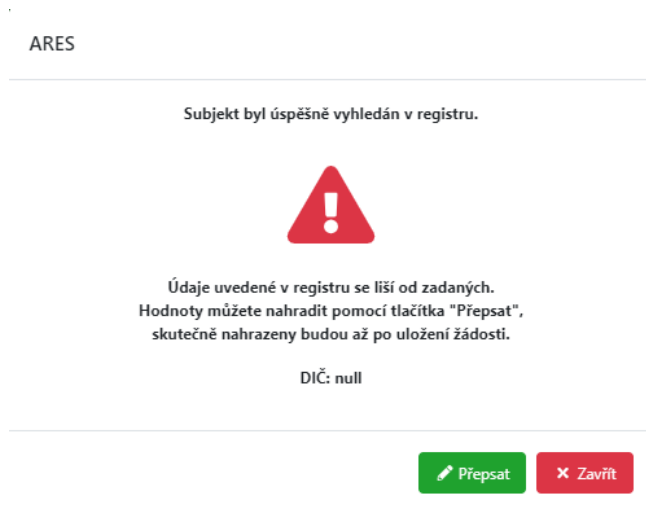 ARES
Subjekt byl úspěšně vyhledán v registru.
Údaje uvedené v registru se liší od zadaných.
Hodnoty můžete nahradit pomocí tlačítka "Přepsat",
skutečně nahrazeny budou až po uložení žádosti.
DIČ: null
Přepsat
Zavřít